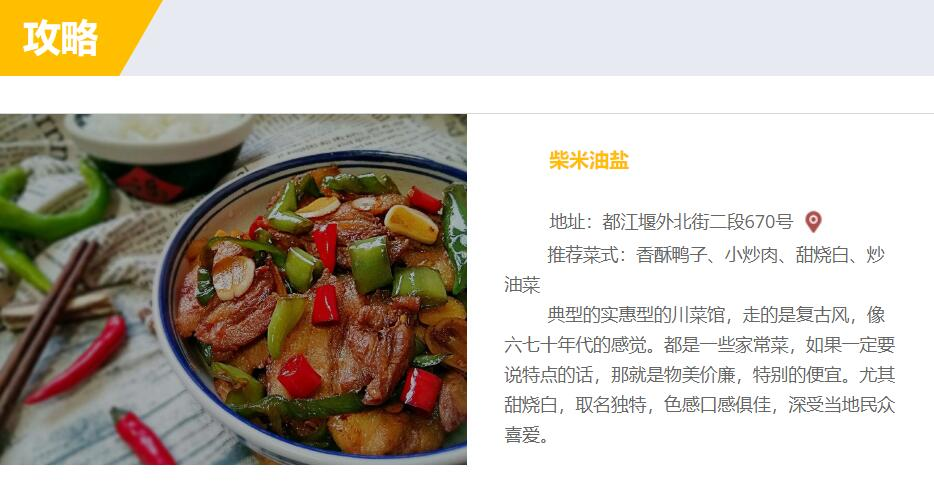 攻略
柴米油盐
地址：都江堰外北街二段670号
推荐菜式：香酥鸭子、小炒肉、甜烧白、炒
油菜
典型的实惠型的川菜馆，走的是复古风，像
六七十年代的感觉。都是一些家常菜，如果一定要
说特点的话，那就是物美价廉，特别的便宜。尤其
甜烧白，取名独特，色感口感俱佳，深受当地民众
喜爱。